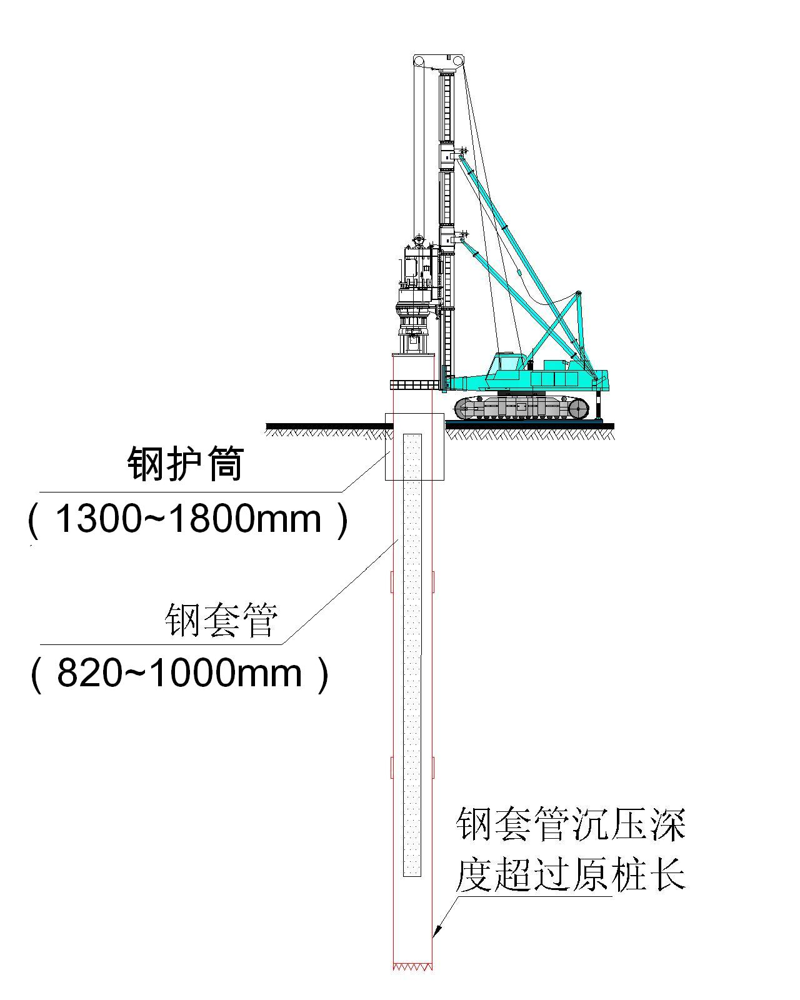 钢护筒
（1300~1800mm）
钢套管
（820~1000mm）
钢套管沉压深
度超过原桩长